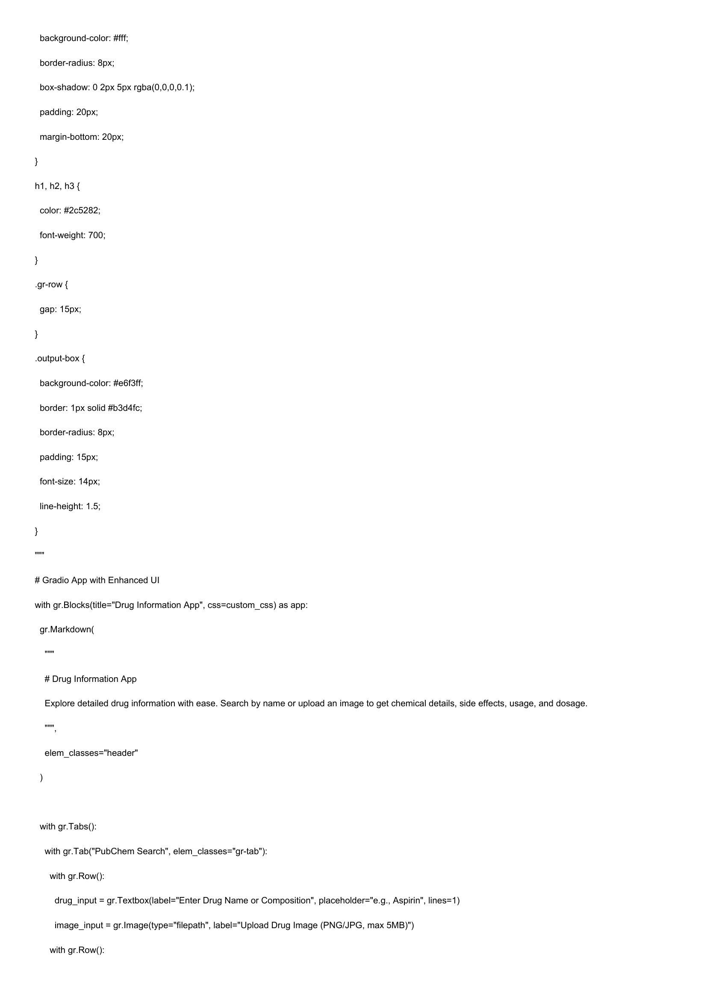 background-color: #fff;
border-radius: 8px;
box-shadow: 0 2px 5px rgba(0,0,0,0.1);
padding: 20px;
margin-bottom: 20px;
}
h1, h2, h3 {
color: #2c5282;
font-weight: 700;
}
.gr-row {
gap: 15px;
}
.output-box {
background-color: #e6f3ff;
border: 1px solid #b3d4fc;
border-radius: 8px;
padding: 15px;
font-size: 14px;
line-height: 1.5;
}
"""
# Gradio App with Enhanced UI
with gr.Blocks(title="Drug Information App", css=custom_css) as app:
gr.Markdown(
"""
# Drug Information App
Explore detailed drug information with ease. Search by name or upload an image to get chemical details, side effects, usage, and dosage.
""",
elem_classes="header"
)
with gr.Tabs():
with gr.Tab("PubChem Search", elem_classes="gr-tab"):
with gr.Row():
drug_input = gr.Textbox(label="Enter Drug Name or Composition", placeholder="e.g., Aspirin", lines=1)
image_input = gr.Image(type="filepath", label="Upload Drug Image (PNG/JPG, max 5MB)")
with gr.Row():